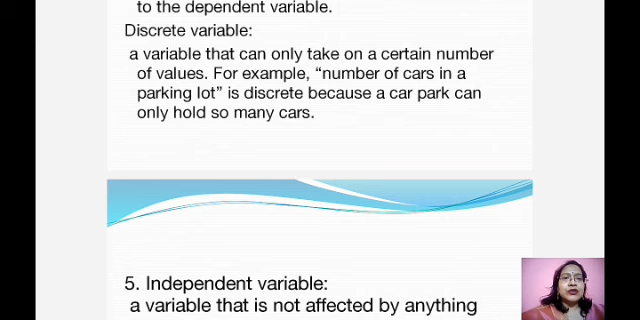 to the dependent variable.
Discrete variable:
a variable that can only take on a certain number
of values. For example, “number of cars in a
parking lot” is discrete because a car park can
only hold so many cars.
5. Independent variable:
a variable that is not affected by anything